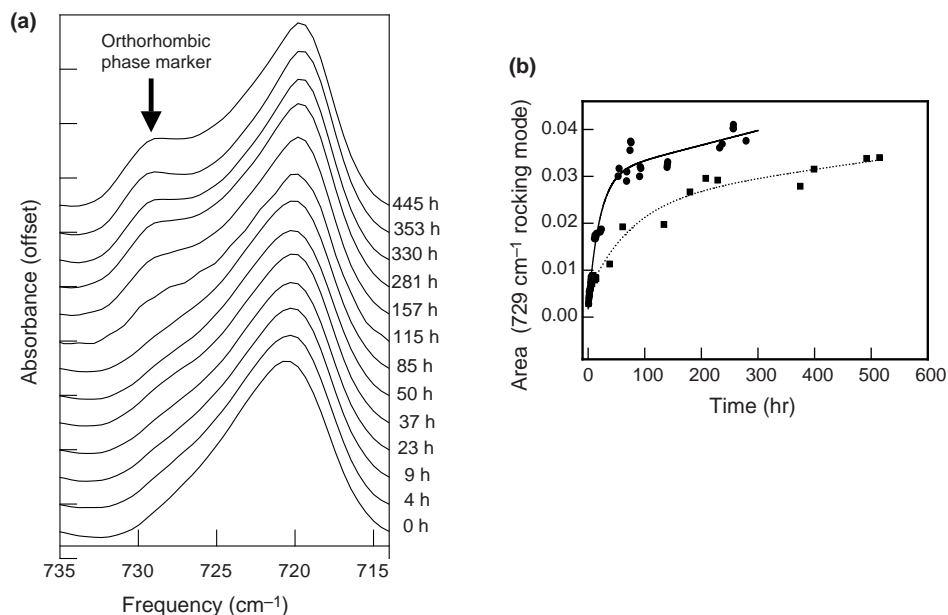 (a)
Orthorhombic
phase marker
Absorbance (offset)
445 h
353 h
330 h
281 h
157 h
115 h
85 h
50 h
37 h
23 h
9 h
4 h
0 h
735 730 725 720 715
Frequency (cm⁻¹)
(b)
Area (729 cm⁻¹ rocking mode)
0.04
0.03
0.02
0.01
0.00
0 100 200 300 400 500 600
Time (hr)